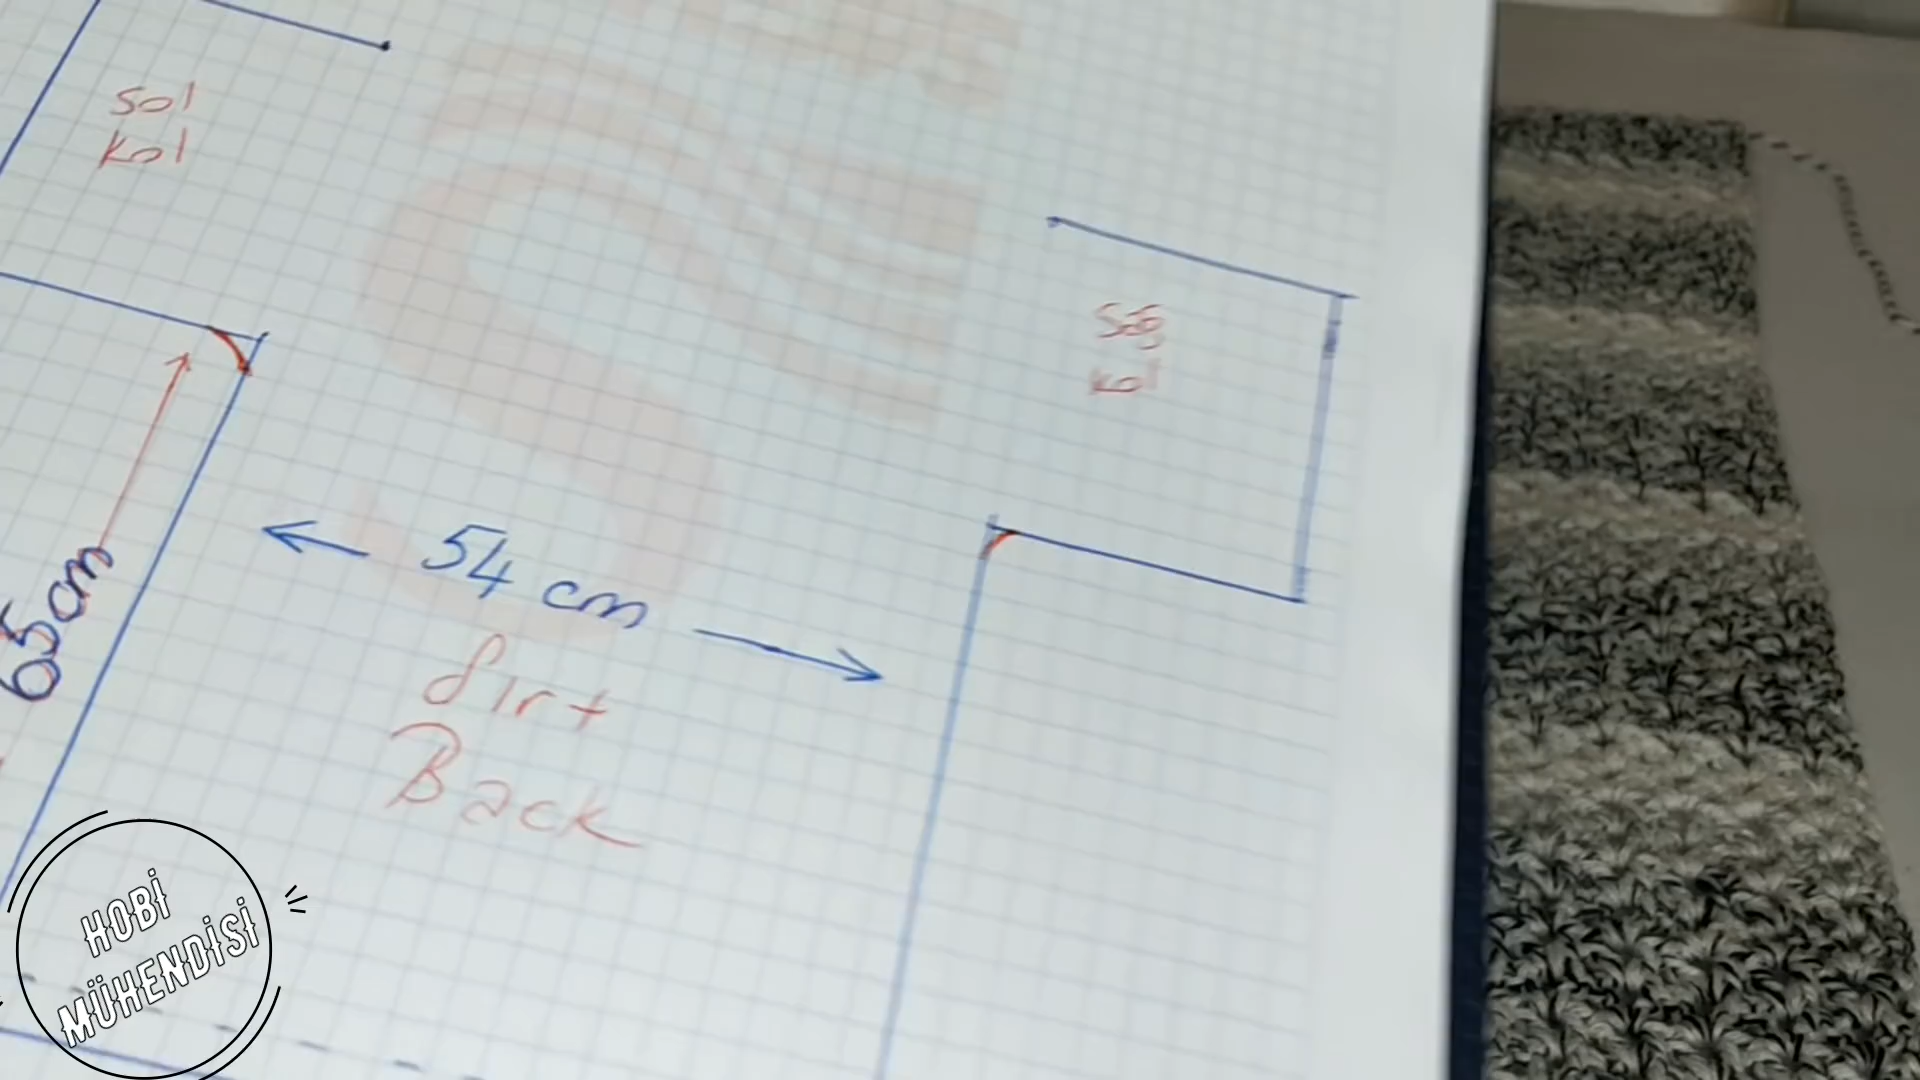 sol
kol
sağ
kol
65cm
54 cm
Sırt
Back
HOBİ
MÜHENDİSİ